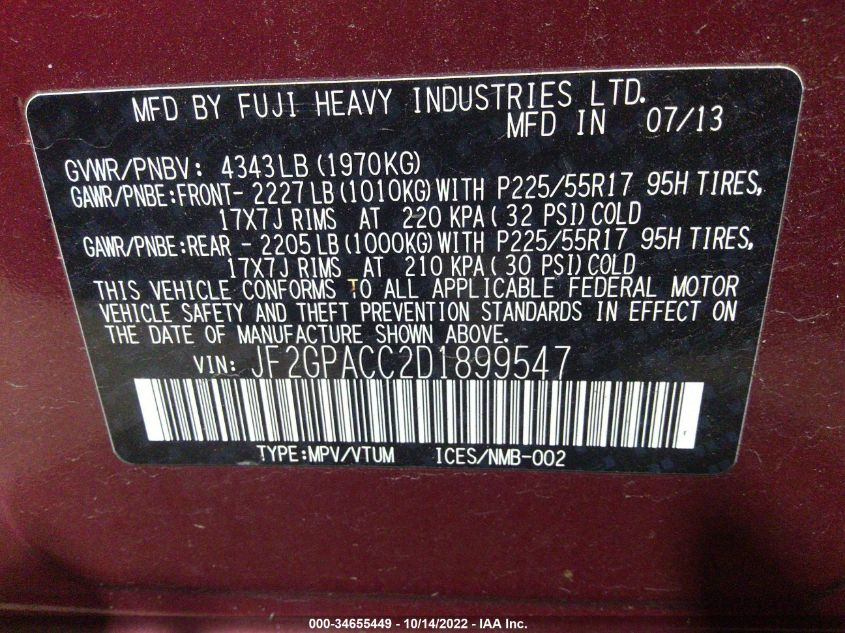 MFD BY FUJI HEAVY INDUSTRIES LTD.
MFD IN 07/13
GVWR/PNBV: 4343LB (1970KG)
GAWR/PNBE:FRONT- 2227LB (1010KG) WITH P225/55R17 95H TIRES,
17X7J RIMS AT 220 KPA ( 32 PSI) COLD
GAWR/PNBE:REAR - 2205LB (1000KG) WITH P225/55R17 95H TIRES,
17X7J RIMS AT 210 KPA ( 30 PSI) COLD
THIS VEHICLE CONFORMS TO ALL APPLICABLE FEDERAL MOTOR
VEHICLE SAFETY AND THEFT PREVENTION STANDARDS IN EFFECT ON
THE DATE OF MANUFACTURE SHOWN ABOVE.
VIN: JF2GPACC2D1899547
TYPE:MPV/VTUM ICES/NMB-002
000-34655449 - 10/14/2022 - IAA Inc.